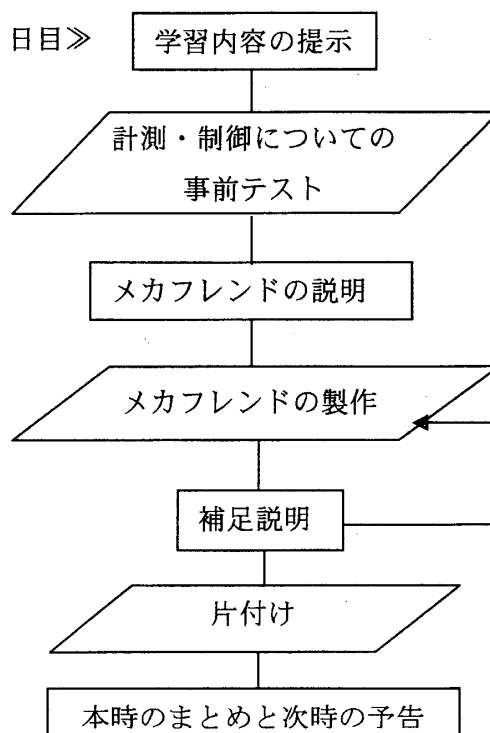 日目≫
学習内容の提示
計測・制御についての
事前テスト
メカフレンドの説明
メカフレンドの製作
補足説明
片付け
本時のまとめと次時の予告